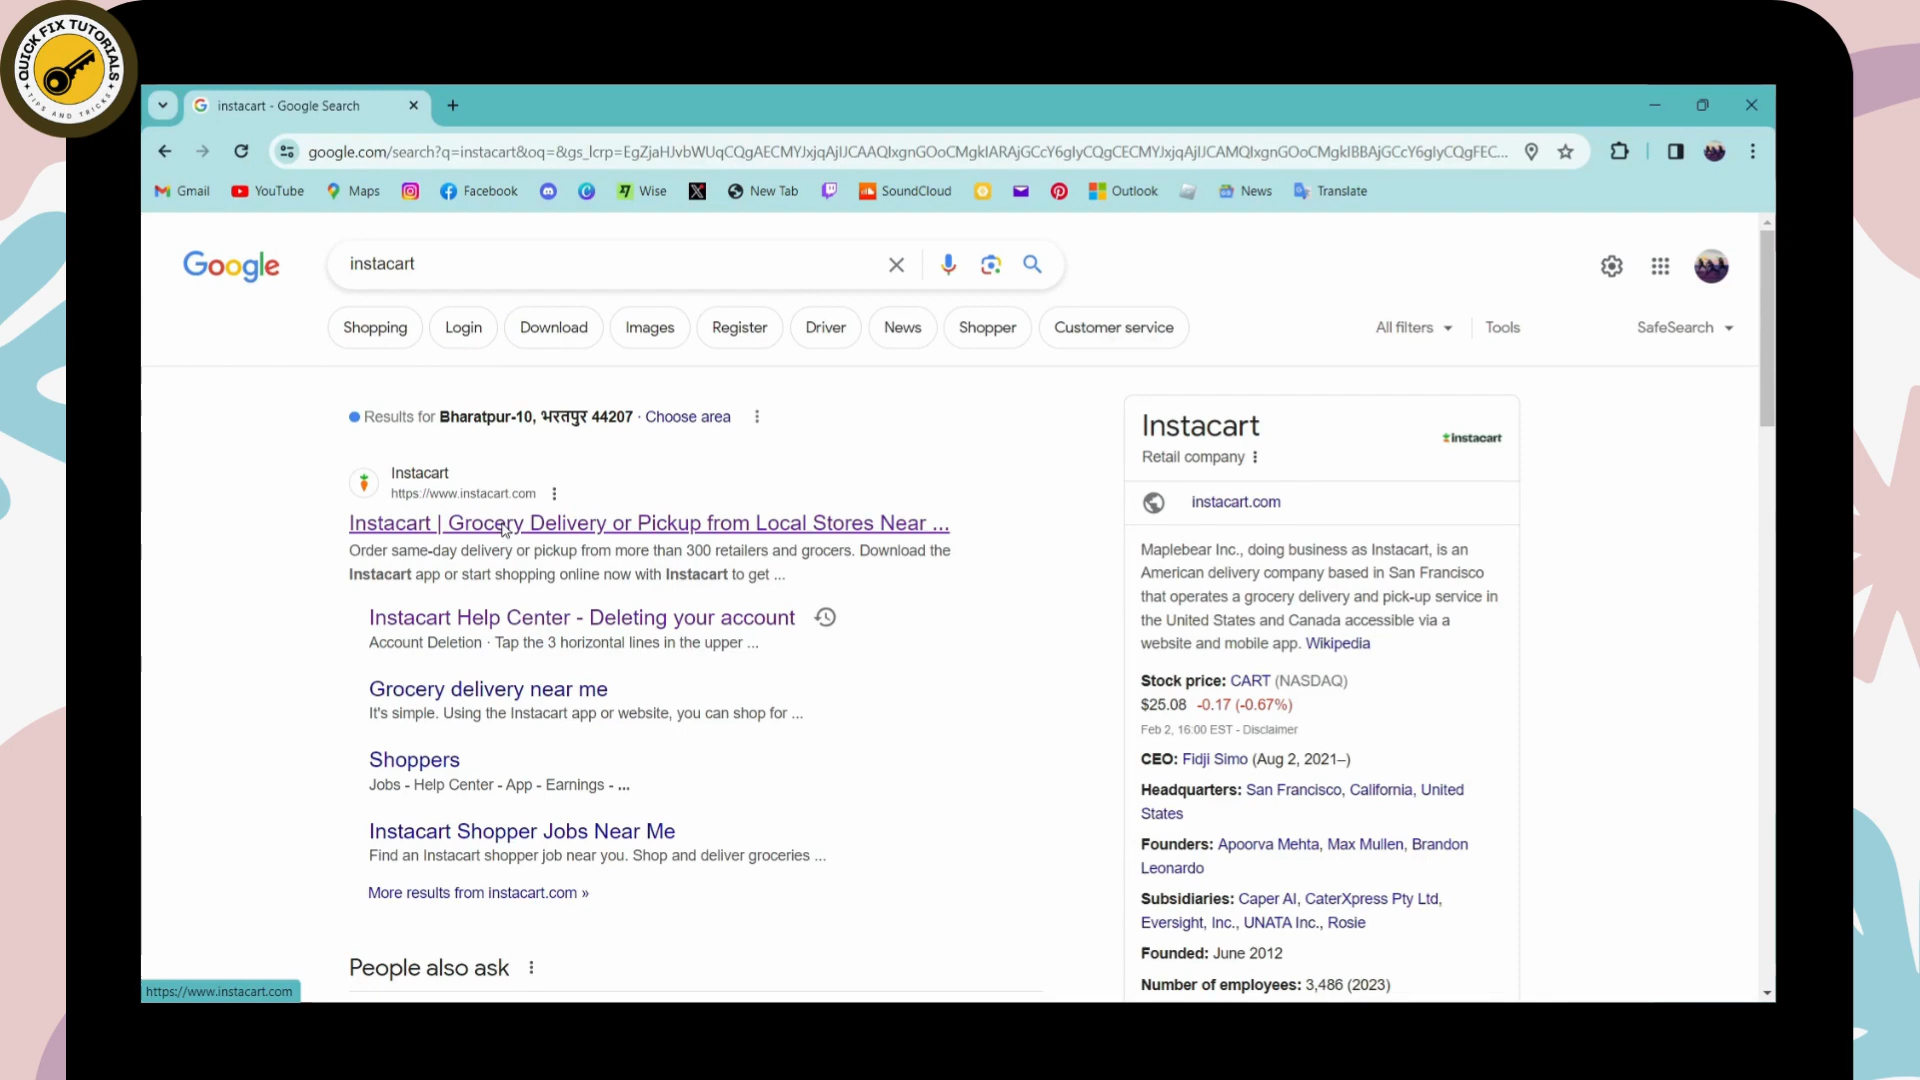 QUICK FIX TUTORIALS
TIPS AND TRICKS
instacart - Google Search
google.com/search?q=instacart&oq=&gs_lcrp=
Gmail YouTube Maps Facebook Wise New Tab SoundCloud Outlook News Translate
Google
instacart
Shopping Login Download Images Register Driver News Shopper Customer service All filters Tools SafeSearch
Results for Bharatpur-10, भरतपुर 44207 · Choose area
Instacart
https://www.instacart.com
Instacart | Grocery Delivery or Pickup from Local Stores Near ...
Order same-day delivery or pickup from more than 300 retailers and grocers. Download the
Instacart app or start shopping online now with Instacart to get ...
Instacart Help Center - Deleting your account
Account Deletion · Tap the 3 horizontal lines in the upper ...
Grocery delivery near me
It's simple. Using the Instacart app or website, you can shop for ...
Shoppers
Jobs - Help Center - App - Earnings - ...
Instacart Shopper Jobs Near Me
Find an Instacart shopper job near you. Shop and deliver groceries ...
More results from instacart.com »
People also ask
https://www.instacart.com
Instacart
instacart
Retail company
instacart.com
Maplebear Inc., doing business as Instacart, is an
American delivery company based in San Francisco
that operates a grocery delivery and pick-up service in
the United States and Canada accessible via a
website and mobile app. Wikipedia
Stock price: CART (NASDAQ)
$25.08 -0.17 (-0.67%)
Feb 2, 16:00 EST - Disclaimer
CEO: Fidji Simo (Aug 2, 2021–)
Headquarters: San Francisco, California, United
States
Founders: Apoorva Mehta, Max Mullen, Brandon
Leonardo
Subsidiaries: Caper AI, CaterXpress Pty Ltd,
Eversight, Inc., UNATA Inc., Rosie
Founded: June 2012
Number of employees: 3,486 (2023)